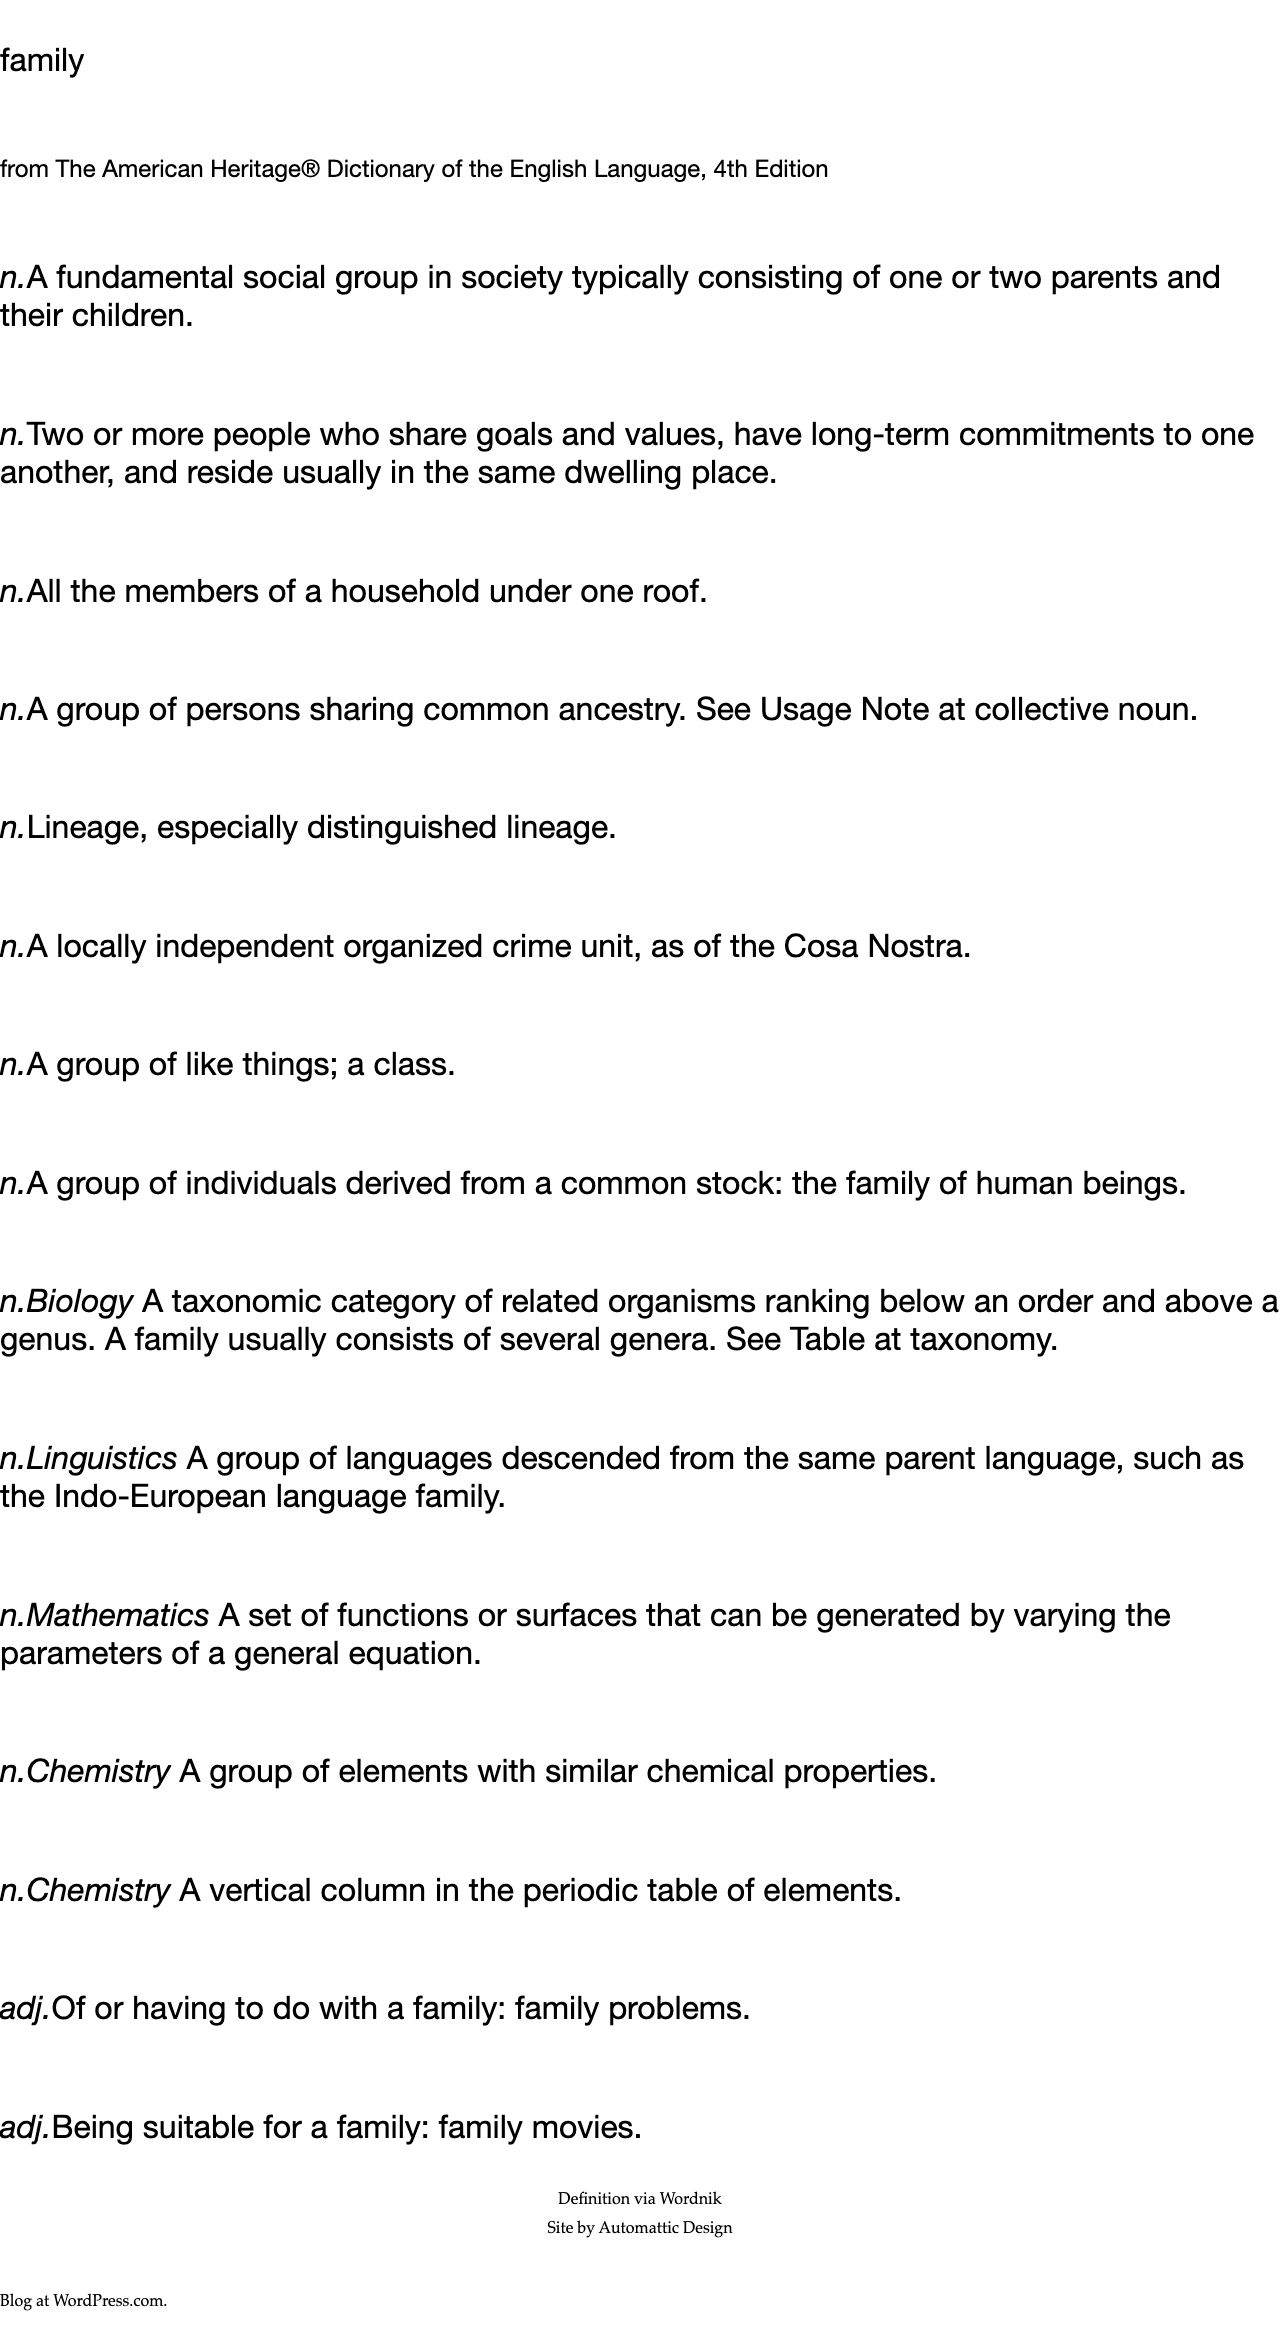 family
from The American Heritage® Dictionary of the English Language, 4th Edition
n.A fundamental social group in society typically consisting of one or two parents and
their children.
n.Two or more people who share goals and values, have long-term commitments to one
another, and reside usually in the same dwelling place.
n.All the members of a household under one roof.
n.A group of persons sharing common ancestry. See Usage Note at collective noun.
n.Lineage, especially distinguished lineage.
n.A locally independent organized crime unit, as of the Cosa Nostra.
n.A group of like things; a class.
n.A group of individuals derived from a common stock: the family of human beings.
n.Biology A taxonomic category of related organisms ranking below an order and above a
genus. A family usually consists of several genera. See Table at taxonomy.
n.Linguistics A group of languages descended from the same parent language, such as
the Indo-European language family.
n.Mathematics A set of functions or surfaces that can be generated by varying the
parameters of a general equation.
n.Chemistry A group of elements with similar chemical properties.
n.Chemistry A vertical column in the periodic table of elements.
adj.Of or having to do with a family: family problems.
adj.Being suitable for a family: family movies.
Definition via Wordnik
Site by Automattic Design
Blog at WordPress.com.